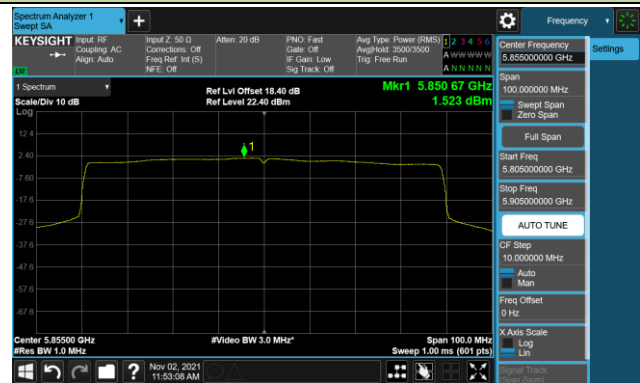 Spectrum Analyzer 1
Swept SA
Frequency
KEYSIGHT
Input: RF
Coupling: AC
Align: Auto
Input Z: 50 Ω
Corrections: Off
Freq Ref: Int (S)
NFE: Off
Atten: 20 dB
PNO: Fast
Gate: Off
IF Gain: Low
Sig Track: Off
Avg Type: Power (RMS)
Avg|Hold: 3500/3500
Trig: Free Run
1 2 3 4 5 6
A W W W W W
A N N N N N
LW
1 Spectrum
Scale/Div 10 dB
Log
Ref Lvl Offset 18.40 dB
Ref Level 22.40 dBm
Mkr1 5.850 67 GHz
1.523 dBm
12.4
2.40
-7.60
-17.6
-27.6
-37.6
-47.6
-57.6
-67.6
1
Center 5.85500 GHz
#Res BW 1.0 MHz
#Video BW 3.0 MHz*
Span 100.0 MHz
Sweep 1.00 ms (601 pts)
Nov 02, 2021
11:53:08 AM
Center Frequency
5.855000000 GHz
Settings
Span
100.000000 MHz
Swept Span
Zero Span
Full Span
Start Freq
5.805000000 GHz
Stop Freq
5.905000000 GHz
AUTO TUNE
CF Step
10.000000 MHz
Auto
Man
Freq Offset
0 Hz
X Axis Scale
Log
Lin
Signal Track
(Span Zoom)